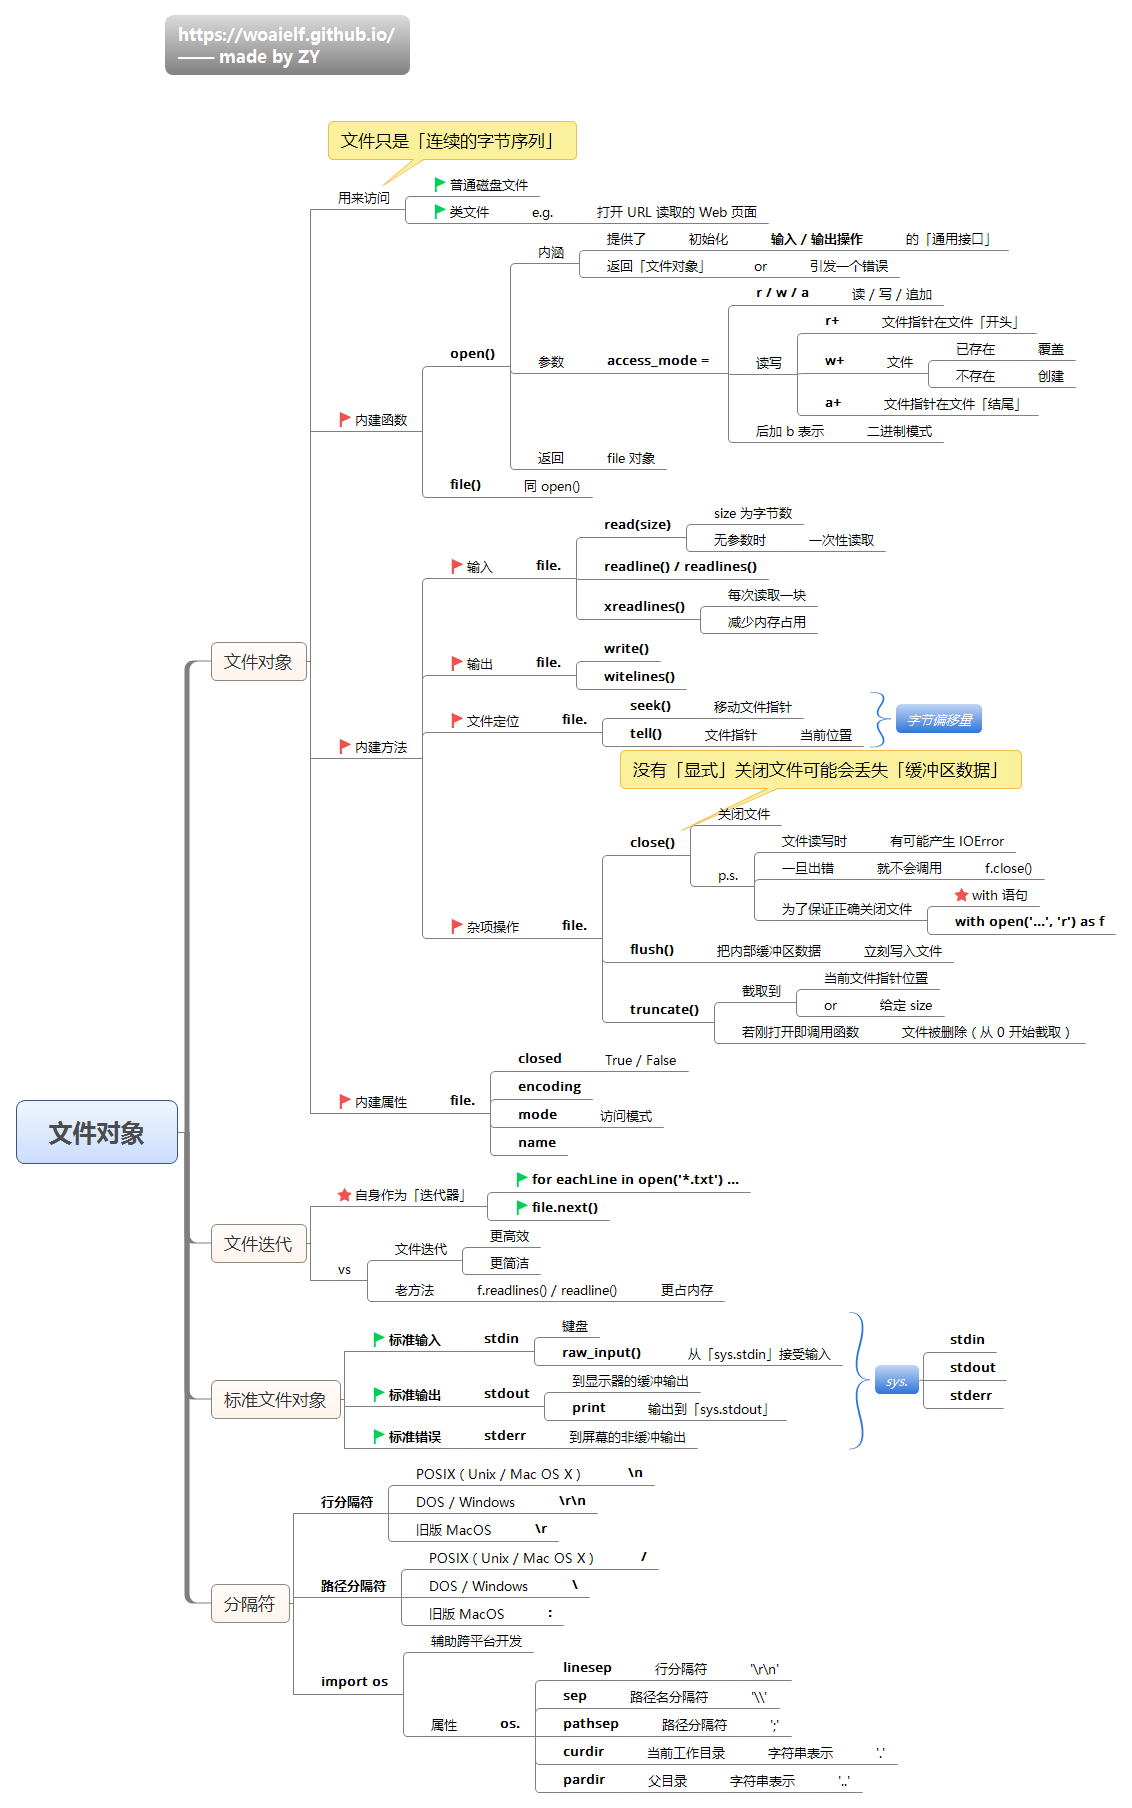 https://woaielf.github.io/
—— made by ZY
文件只是「连续的字节序列」
用来访问
普通磁盘文件
类文件 e.g. 打开 URL 读取的 Web 页面
内涵
提供了 初始化 输入 / 输出操作 的「通用接口」
返回「文件对象」 or 引发一个错误
open()
参数 access_mode =
r / w / a 读 / 写 / 追加
读写
r+ 文件指针在文件「开头」
w+ 文件
已存在 覆盖
不存在 创建
a+ 文件指针在文件「结尾」
后加 b 表示 二进制模式
内建函数
返回 file 对象
file() 同 open()
输入 file.
read(size)
size 为字节数
无参数时 一次性读取
readline() / readlines()
xreadlines()
每次读取一块
减少内存占用
文件对象
输出 file.
write()
witelines()
文件定位 file.
seek() 移动文件指针
tell() 文件指针 当前位置
字节偏移量
内建方法
没有「显式」关闭文件可能会丢失「缓冲区数据」
close()
关闭文件
p.s.
文件读写时 有可能产生 IOError
一旦出错 就不会调用 f.close()
为了保证正确关闭文件
with 语句
with open('...', 'r') as f
杂项操作 file.
flush() 把内部缓冲区数据 立刻写入文件
truncate()
截取到
当前文件指针位置
or 给定 size
若刚打开即调用函数 文件被删除（从 0 开始截取）
内建属性 file.
closed True / False
encoding
mode 访问模式
name
文件对象
文件迭代
自身作为「迭代器」
for eachLine in open('*.txt') ...
file.next()
vs
文件迭代
更高效
更简洁
老方法 f.readlines() / readline() 更占内存
标准文件对象
标准输入 stdin
键盘
raw_input() 从「sys.stdin」接受输入
标准输出 stdout
到显示器的缓冲输出
print 输出到「sys.stdout」
标准错误 stderr 到屏幕的非缓冲输出
sys.
stdin
stdout
stderr
分隔符
行分隔符
POSIX（Unix / Mac OS X） \n
DOS / Windows \r\n
旧版 MacOS \r
路径分隔符
POSIX（Unix / Mac OS X） /
DOS / Windows \
旧版 MacOS :
import os
辅助跨平台开发
属性 os.
linesep 行分隔符 '\r\n'
sep 路径名分隔符 '\\'
pathsep 路径分隔符 ';'
curdir 当前工作目录 字符串表示 '.'
pardir 父目录 字符串表示 '..'